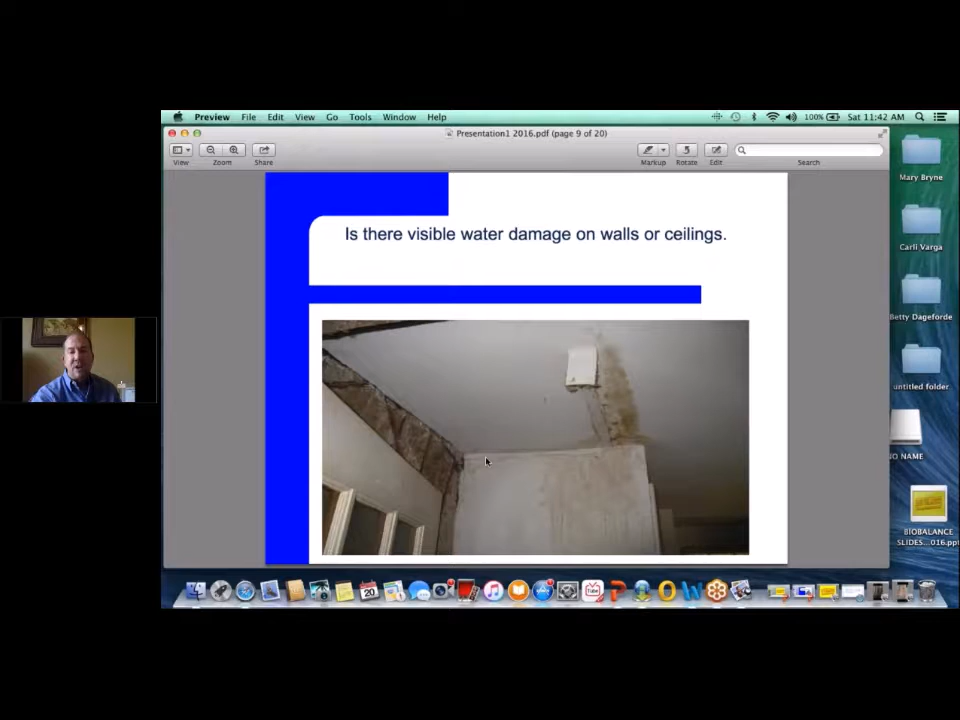 Preview File Edit View Go Tools Window Help
100% Sat 11:42 AM
Presentation1 2016.pdf (page 9 of 20)
View Zoom Share Markup Rotate Edit Search
Is there visible water damage on walls or ceilings.
Mary Bryne
Carli Varga
Betty Dageforde
untitled folder
NO NAME
BIOBALANCE
SLIDES...016.ppt
20
Tube